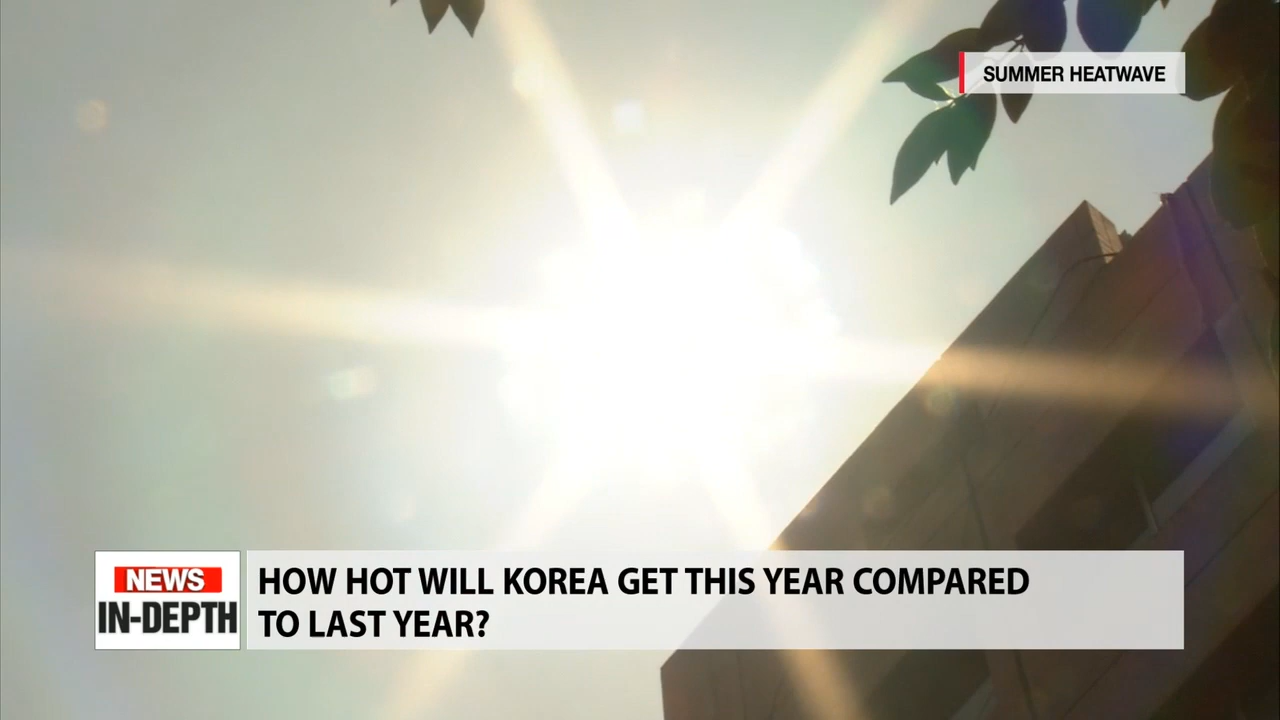 SUMMER HEATWAVE
NEWS
IN-DEPTH
HOW HOT WILL KOREA GET THIS YEAR COMPARED
TO LAST YEAR?